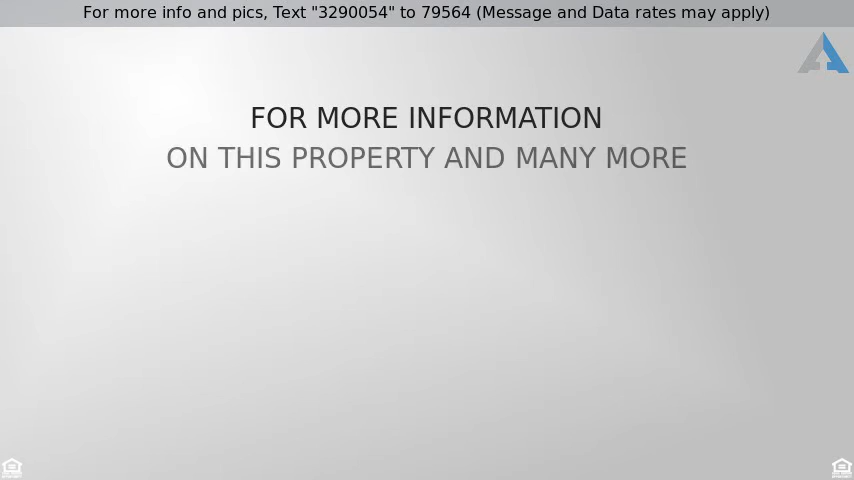 For more info and pics, Text "3290054" to 79564 (Message and Data rates may apply)
FOR MORE INFORMATION
ON THIS PROPERTY AND MANY MORE